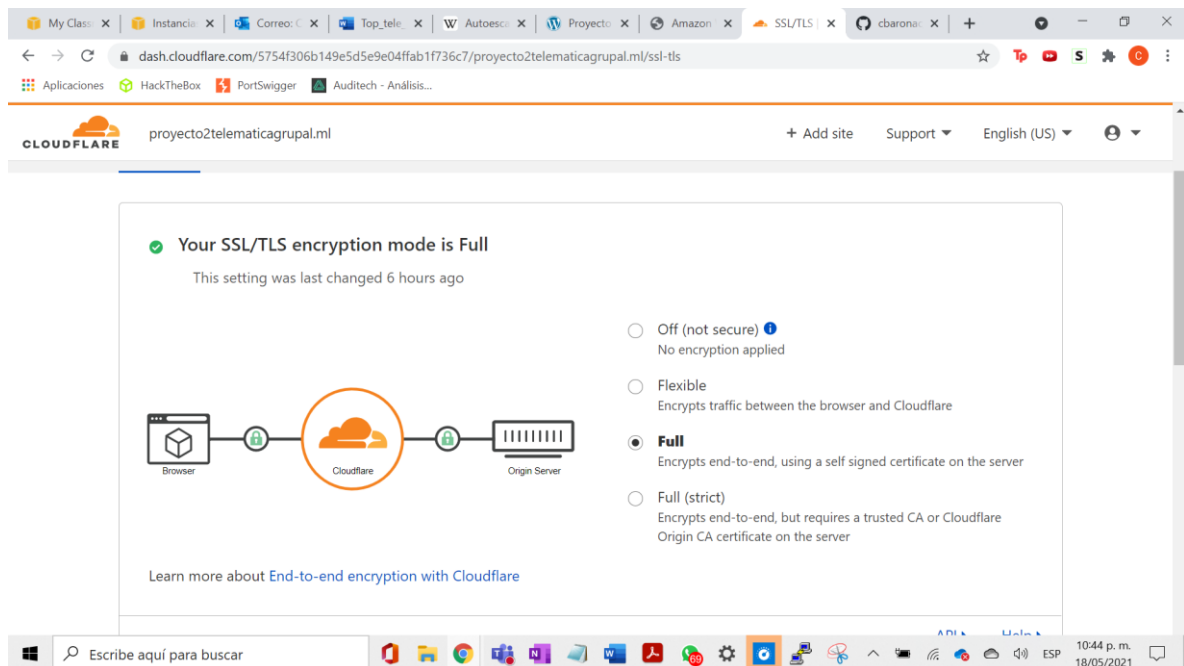 My Class
Instancia
Correo: C
Top_tele_
Autoesca
Proyecto
Amazon
SSL/TLS |
cbaronac
dash.cloudflare.com/5754f306b149e5d5e9e04ffab1f736c7/proyecto2telematicagrupal.ml/ssl-tls
Aplicaciones HackTheBox PortSwigger Auditech - Análisis...
CLOUDFLARE proyecto2telematicagrupal.ml + Add site Support English (US)
Your SSL/TLS encryption mode is Full
This setting was last changed 6 hours ago
Off (not secure)
No encryption applied
Flexible
Encrypts traffic between the browser and Cloudflare
Full
Encrypts end-to-end, using a self signed certificate on the server
Full (strict)
Encrypts end-to-end, but requires a trusted CA or Cloudflare
Origin CA certificate on the server
Browser Cloudflare Origin Server
Learn more about End-to-end encryption with Cloudflare
API Help
Escribe aquí para buscar
69
ESP
10:44 p. m.
18/05/2021